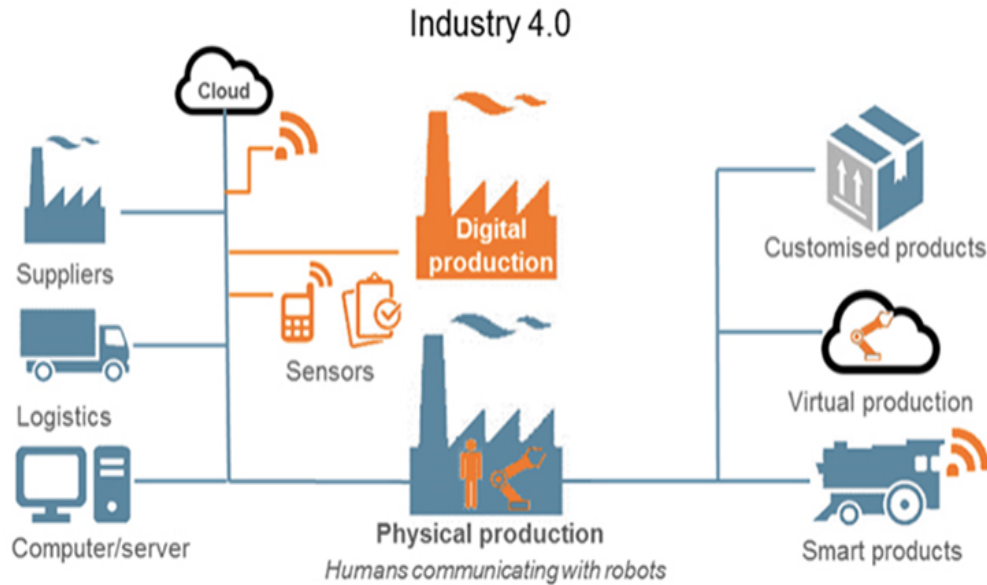 Industry 4.0
Cloud
Suppliers
Logistics
Computer/server
Sensors
Digital
production
Physical production
Humans communicating with robots
Customised products
Virtual production
Smart products